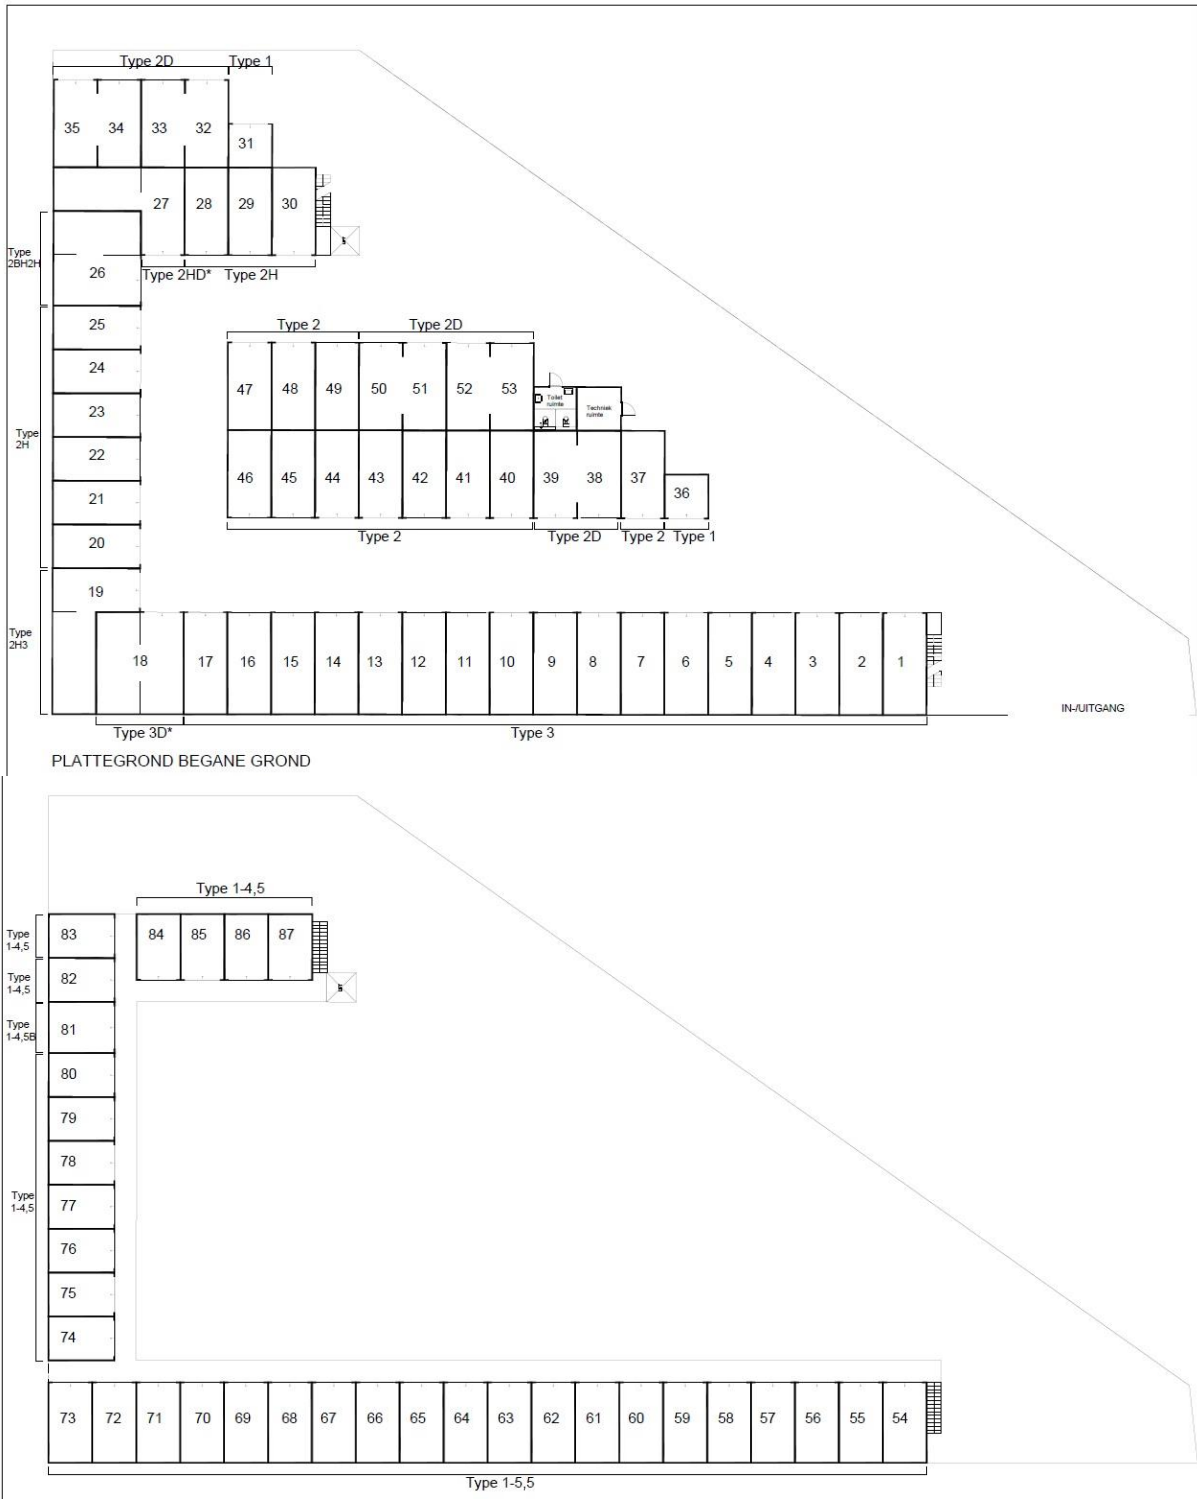 Type 2D Type 1
35 34 33 32
31
27 28 29 30
Type
2BH2H
26
Type 2HD* Type 2H
25
Type 2 Type 2D
24
47 48 49 50 51 52 53
Toilet
ruimte
Techniek
ruimte
23
Type
2H
22
46 45 44 43 42 41 40 39 38 37
36
21
20
Type 2 Type 2D Type 2 Type 1
19
Type
2H3
18 17 16 15 14 13 12 11 10 9 8 7 6 5 4 3 2 1
IN-/UITGANG
Type 3D* Type 3
PLATTEGROND BEGANE GROND
Type 1-4,5
Type
1-4,5
83
84 85 86 87
Type
1-4,5
82
Type
1-4,5B
81
80
79
78
Type
1-4,5
77
76
75
74
73 72 71 70 69 68 67 66 65 64 63 62 61 60 59 58 57 56 55 54
Type 1-5,5